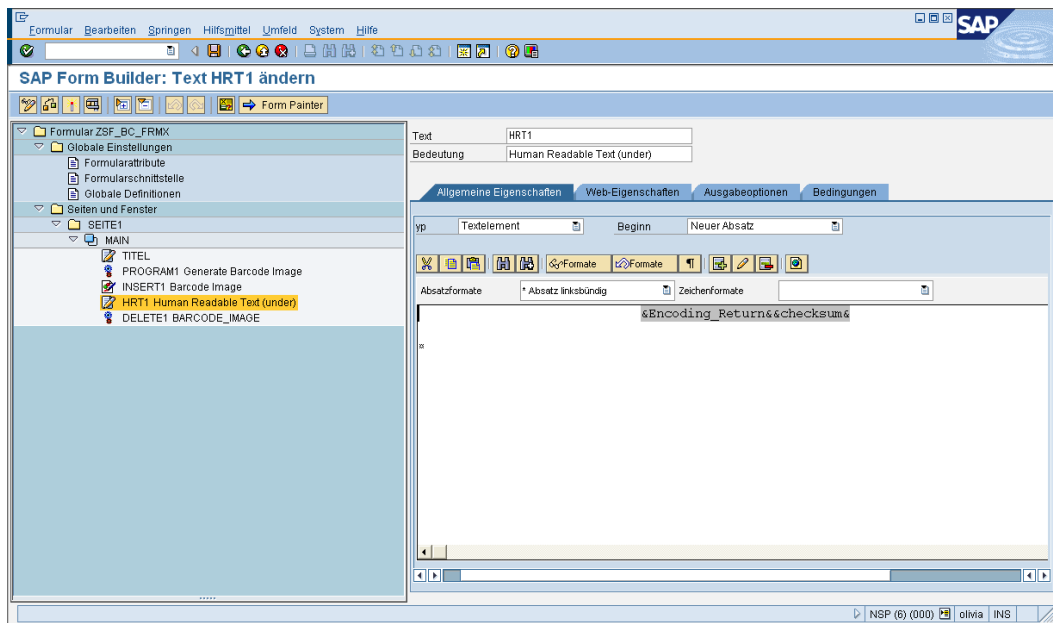 Formular Bearbeiten Springen Hilfsmittel Umfeld System Hilfe
SAP
SAP Form Builder: Text HRT1 ändern
Form Painter
Formular ZSF_BC_FRMX
Globale Einstellungen
Formularattribute
Formularschnittstelle
Globale Definitionen
Seiten und Fenster
SEITE1
MAIN
TITEL
PROGRAM1 Generate Barcode Image
INSERT1 Barcode Image
HRT1 Human Readable Text (under)
DELETE1 BARCODE_IMAGE
Text HRT1
Bedeutung Human Readable Text (under)
Allgemeine Eigenschaften Web-Eigenschaften Ausgabeoptionen Bedingungen
yp Textelement Beginn Neuer Absatz
Formate Formate
Absatzformate * Absatz linksbündig Zeichenformate
&Encoding_Return&&checksum&
NSP (6) (000) olivia INS